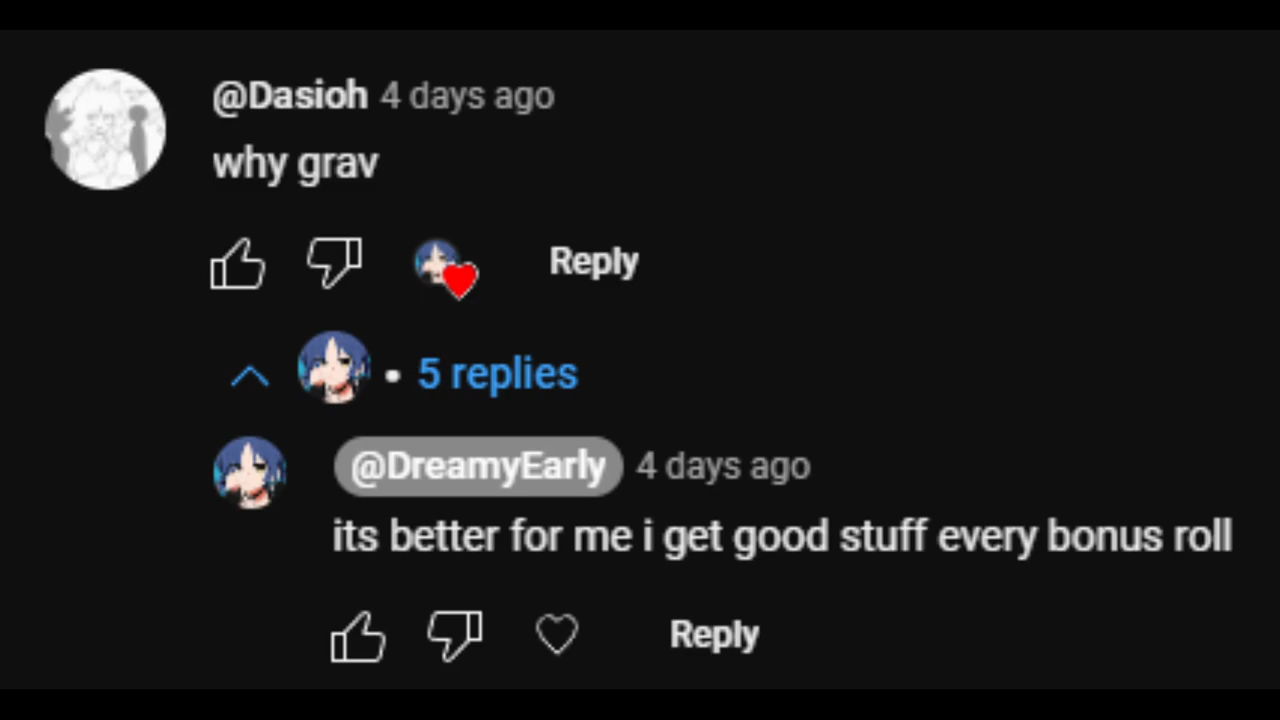 @Dasioh 4 days ago
why grav
Reply
• 5 replies
@DreamyEarly 4 days ago
its better for me i get good stuff every bonus roll
Reply